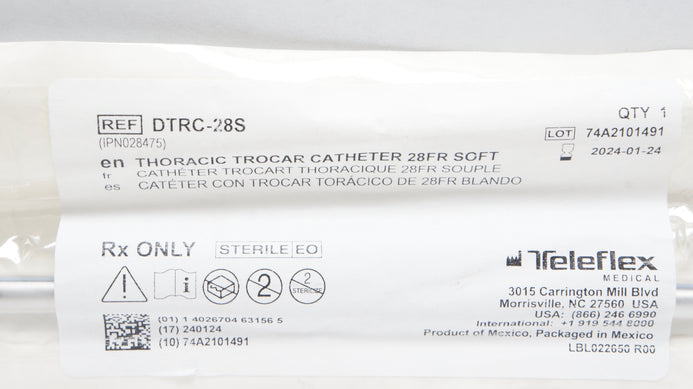 REF DTRC-28S
(IPN028475)
QTY 1
LOT 74A2101491
2024-01-24
en THORACIC TROCAR CATHETER 28FR SOFT
fr CATHÉTER TROCART THORACIQUE 28FR SOUPLE
es CATÉTER CON TROCAR TORÁCICO DE 28FR BLANDO
Rx ONLY STERILE EO
i 2 2 STERILIZE
Teleflex
MEDICAL
3015 Carrington Mill Blvd
Morrisville, NC 27560 USA
USA: (866) 246 6990
International: +1 919 544 8000
Product of Mexico, Packaged in Mexico
LBL022650 R00
(01) 1 4026704 63156 5
(17) 240124
(10) 74A2101491